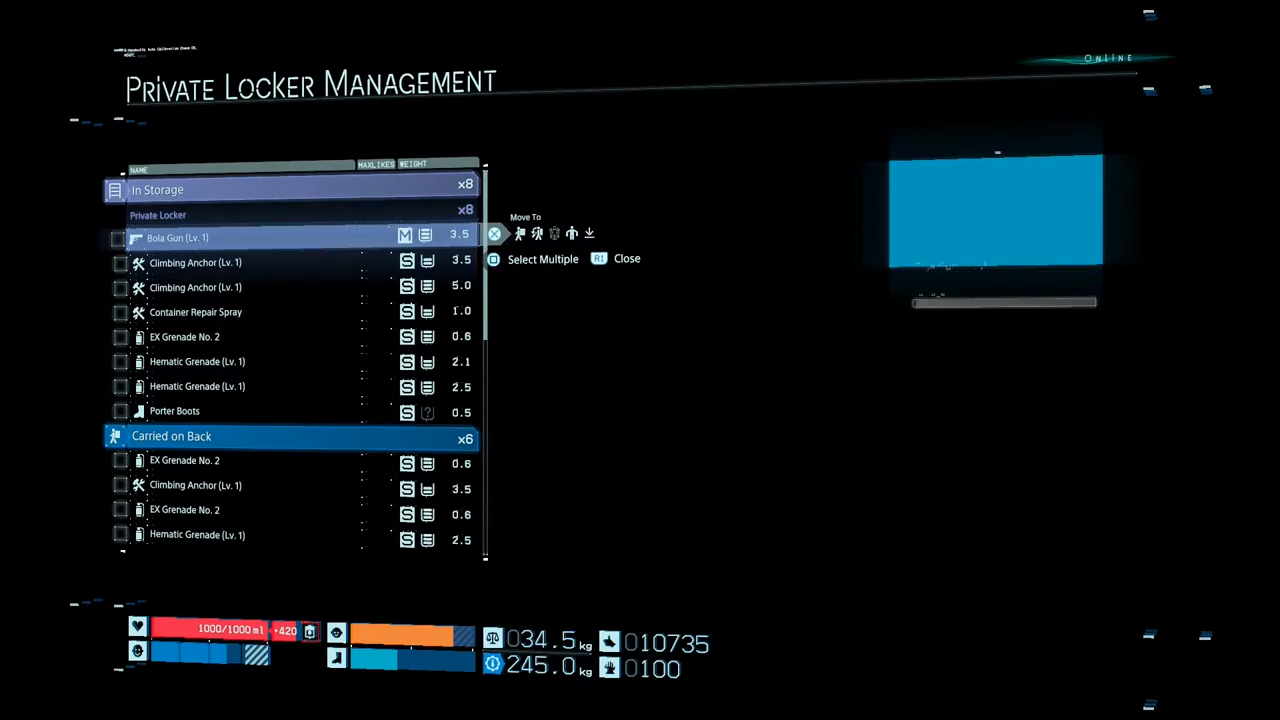 Online
Private Locker Management
NAME MAXLIKES WEIGHT
In Storage x8
Private Locker x8
Bola Gun (Lv. 1) M 3.5
Move To
Climbing Anchor (Lv. 1) S 3.5
Select Multiple R1 Close
Climbing Anchor (Lv. 1) S 5.0
Container Repair Spray S 1.0
EX Grenade No. 2 S 0.6
Hematic Grenade (Lv. 1) S 2.1
Hematic Grenade (Lv. 1) S 2.5
Porter Boots S ? 0.5
Carried on Back x6
EX Grenade No. 2 S 0.6
Climbing Anchor (Lv. 1) S 3.5
EX Grenade No. 2 S 0.6
Hematic Grenade (Lv. 1) S 2.5
1000/1000 ml +420
034.5 kg 010735
245.0 kg 0100